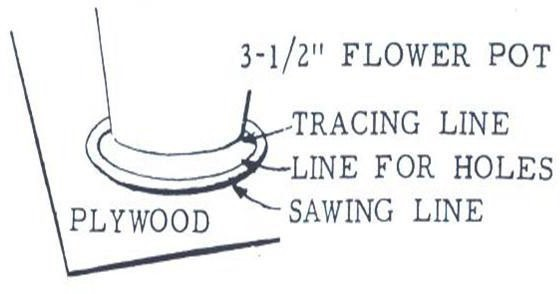 3-1/2" FLOWER POT
TRACING LINE
LINE FOR HOLES
SAWING LINE
PLYWOOD